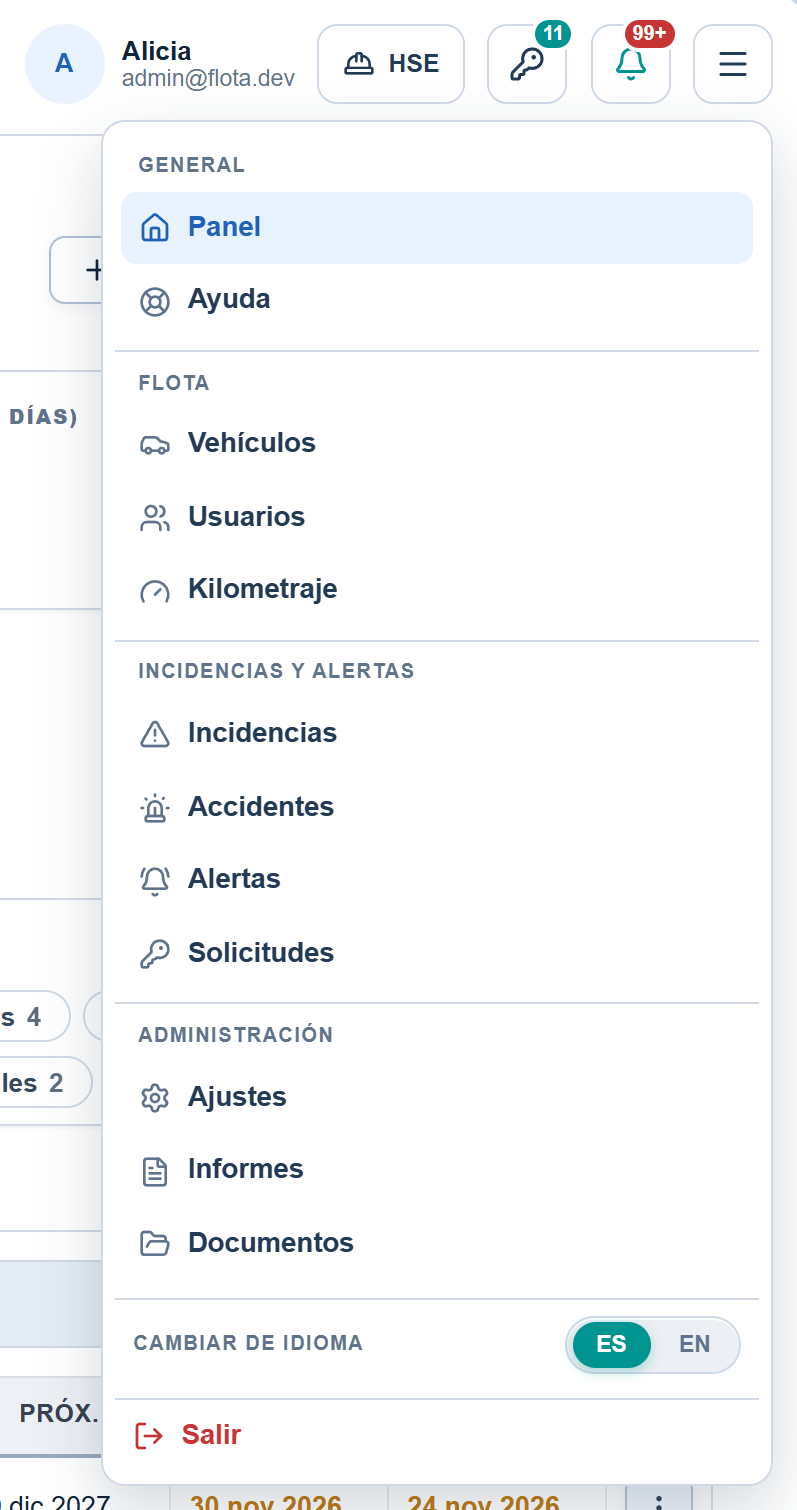 A
Alicia
admin@flota.dev
HSE
11
99+
GENERAL
Panel
Ayuda
DÍAS)
FLOTA
Vehículos
Usuarios
Kilometraje
INCIDENCIAS Y ALERTAS
Incidencias
Accidentes
Alertas
Solicitudes
s 4
les 2
ADMINISTRACIÓN
Ajustes
Informes
Documentos
CAMBIAR DE IDIOMA
ES
EN
PRÓX.
Salir
dic 2027
30 nov 2026
24 nov 2026